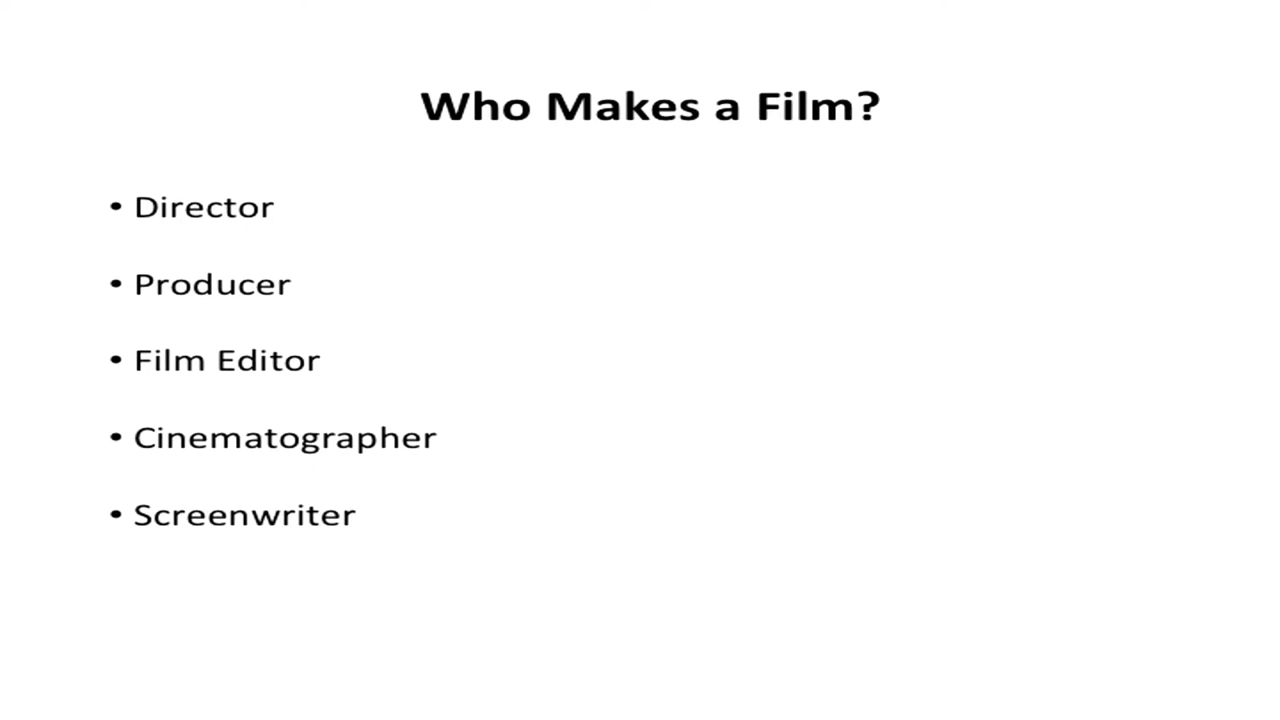 Who Makes a Film?
• Director
• Producer
• Film Editor
• Cinematographer
• Screenwriter